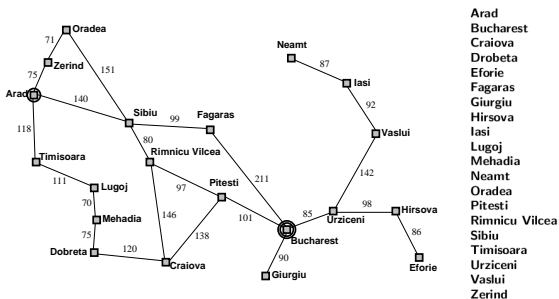 Oradea
71
Neamt
87
Zerind
151
75
Iasi
Arad
140
92
Sibiu
Fagaras
99
118
Vaslui
80
Timisoara
Rimnicu Vilcea
211
111
142
Lugoj
97
Pitesti
70
98
Hirsova
146
101
85
Mehadia
Urziceni
75
138
86
Bucharest
Dobreta
120
90
Craiova
Giurgiu
Eforie
Arad
Bucharest
Craiova
Drobeta
Eforie
Fagaras
Giurgiu
Hirsova
Iasi
Lugoj
Mehadia
Neamt
Oradea
Pitesti
Rimnicu Vilcea
Sibiu
Timisoara
Urziceni
Vaslui
Zerind